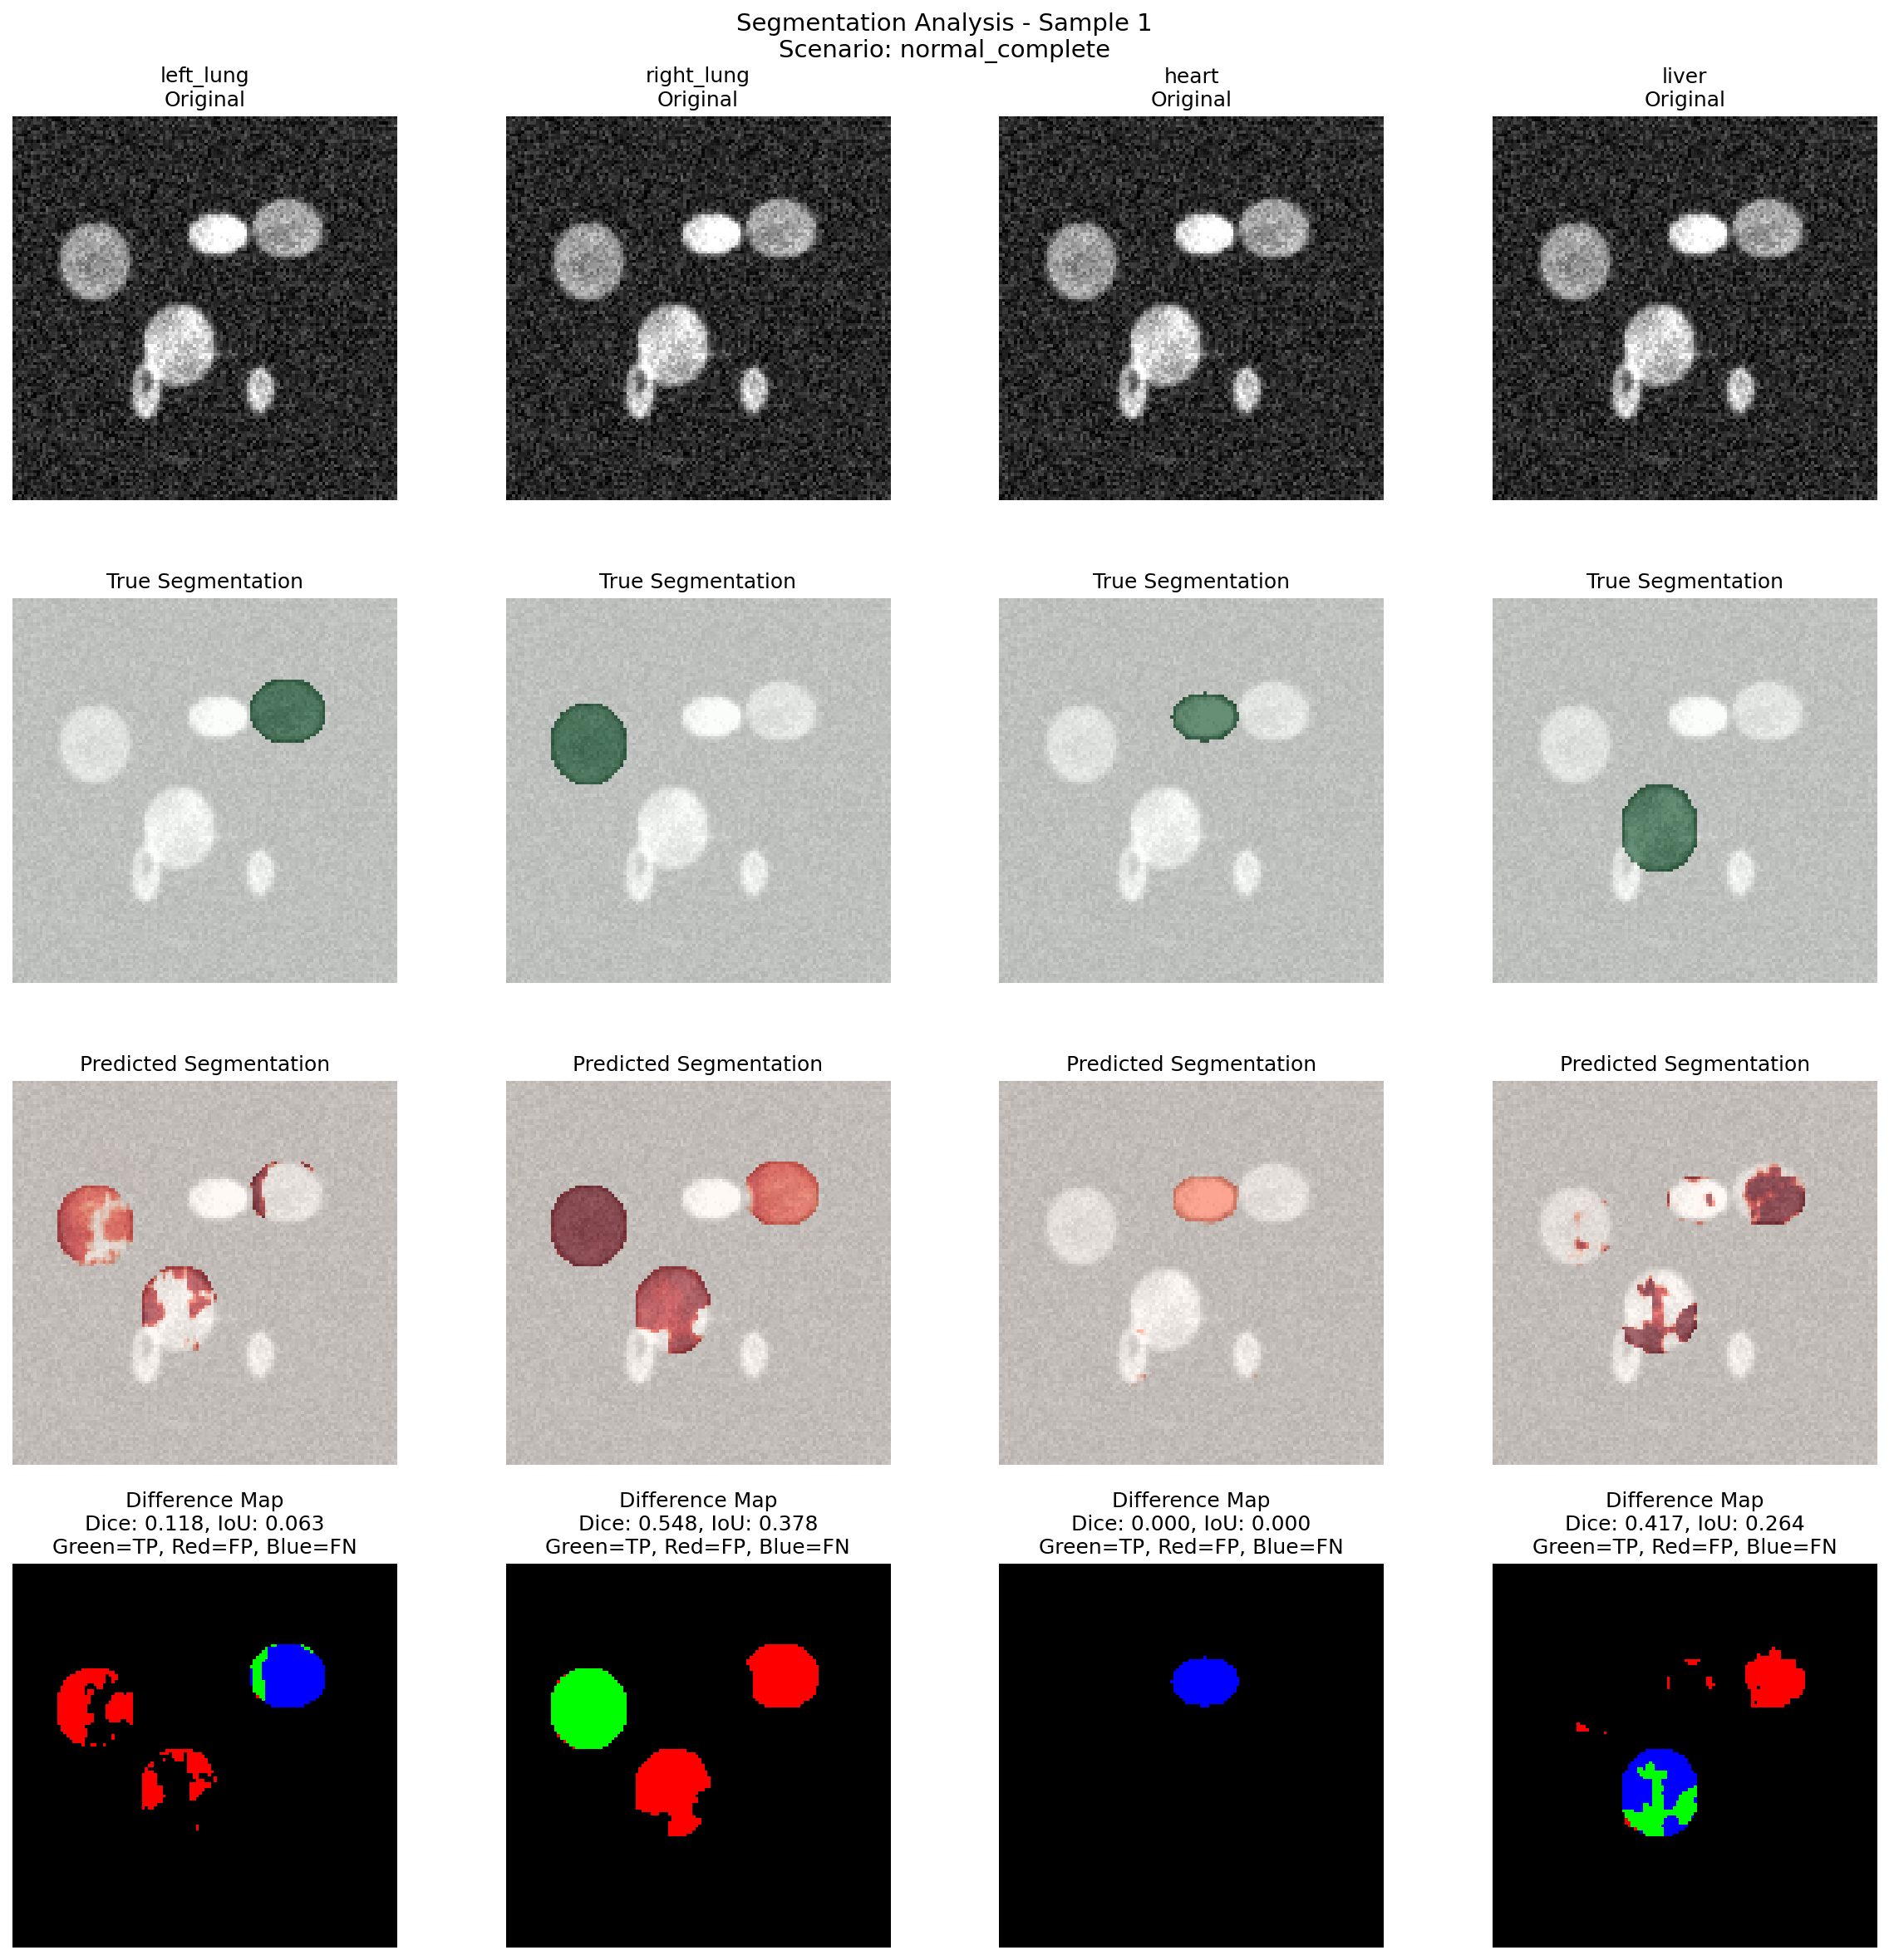 Segmentation Analysis - Sample 1
Scenario: normal_complete
left_lung
Original
right_lung
Original
heart
Original
liver
Original
True Segmentation
True Segmentation
True Segmentation
True Segmentation
Predicted Segmentation
Predicted Segmentation
Predicted Segmentation
Predicted Segmentation
Difference Map
Dice: 0.118, IoU: 0.063
Green=TP, Red=FP, Blue=FN
Difference Map
Dice: 0.548, IoU: 0.378
Green=TP, Red=FP, Blue=FN
Difference Map
Dice: 0.000, IoU: 0.000
Green=TP, Red=FP, Blue=FN
Difference Map
Dice: 0.417, IoU: 0.264
Green=TP, Red=FP, Blue=FN